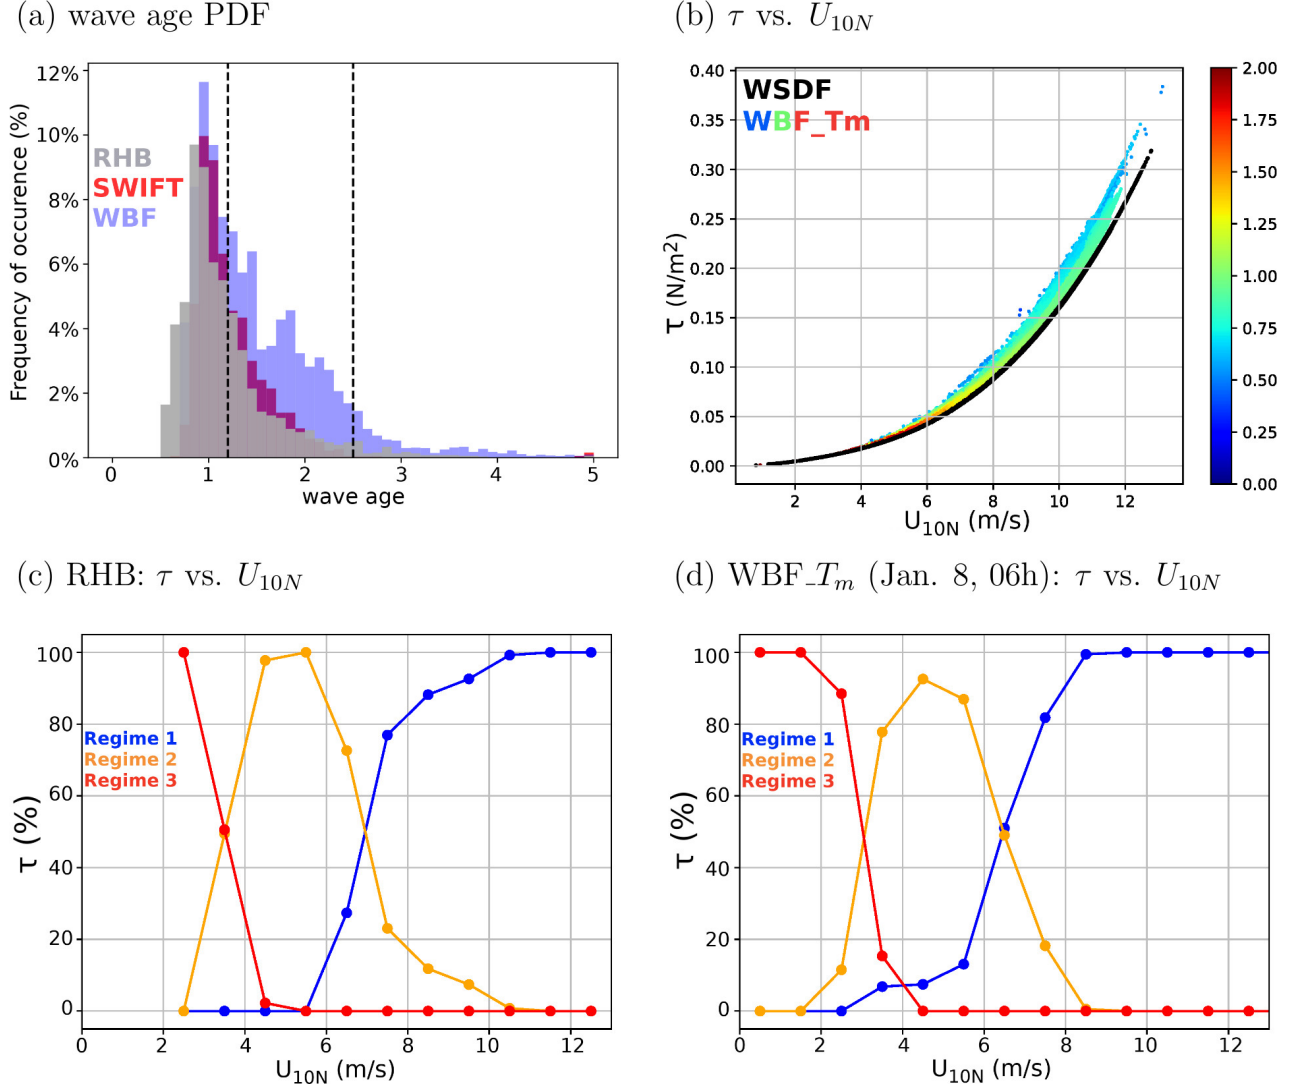 (a) wave age PDF
12%
10%
8%
6%
4%
2%
0%
Frequency of occurence (%)
RHB
SWIFT
WBF
0 1 2 3 4 5
wave age
(b) τ vs. U10N
0.40
0.35
0.30
0.25
0.20
0.15
0.10
0.05
0.00
τ (N/m²)
WSDF
WBF_Tm
2 4 6 8 10 12
U10N (m/s)
2.00
1.75
1.50
1.25
1.00
0.75
0.50
0.25
0.00
(c) RHB: τ vs. U10N
100
80
60
40
20
0
τ (%)
Regime 1
Regime 2
Regime 3
0 2 4 6 8 10 12
U10N (m/s)
(d) WBF_Tm (Jan. 8, 06h): τ vs. U10N
100
80
60
40
20
0
τ (%)
Regime 1
Regime 2
Regime 3
0 2 4 6 8 10 12
U10N (m/s)